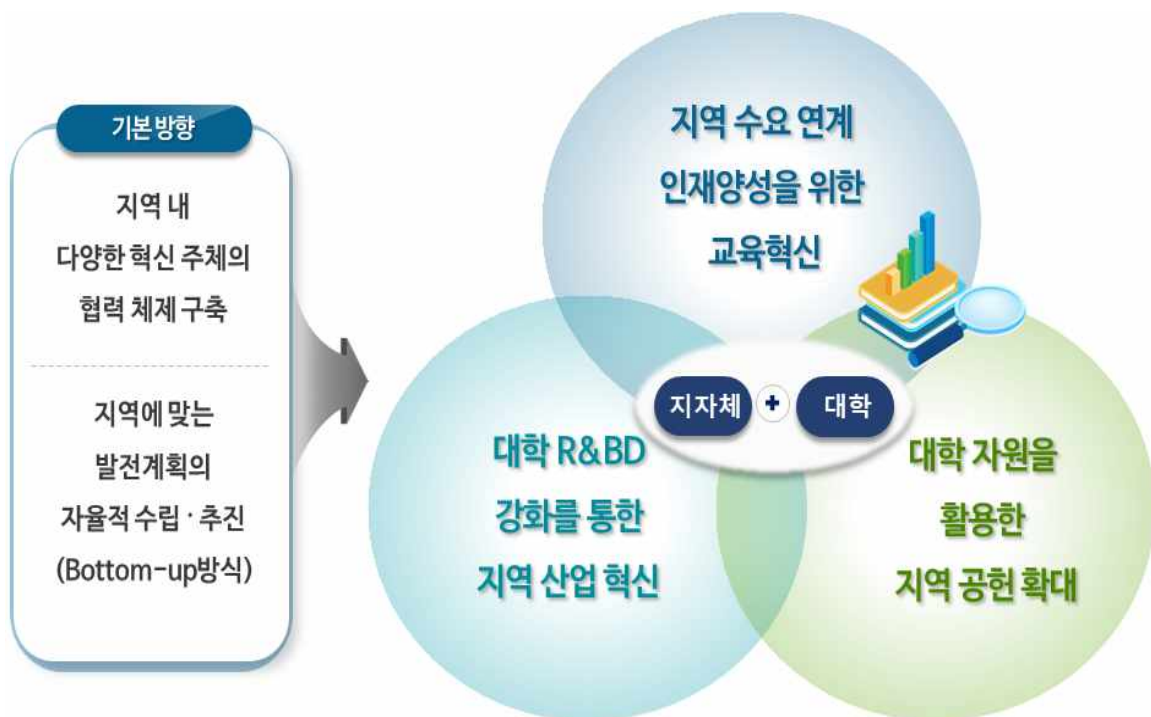 기본방향
지역 내
다양한 혁신 주체의
협력 체제 구축
지역에 맞는
발전계획의
자율적 수립·추진
(Bottom-up방식)
지역 수요 연계
인재양성을 위한
교육혁신
지자체 + 대학
대학 R&BD
강화를 통한
지역 산업 혁신
대학 자원을
활용한
지역 공헌 확대